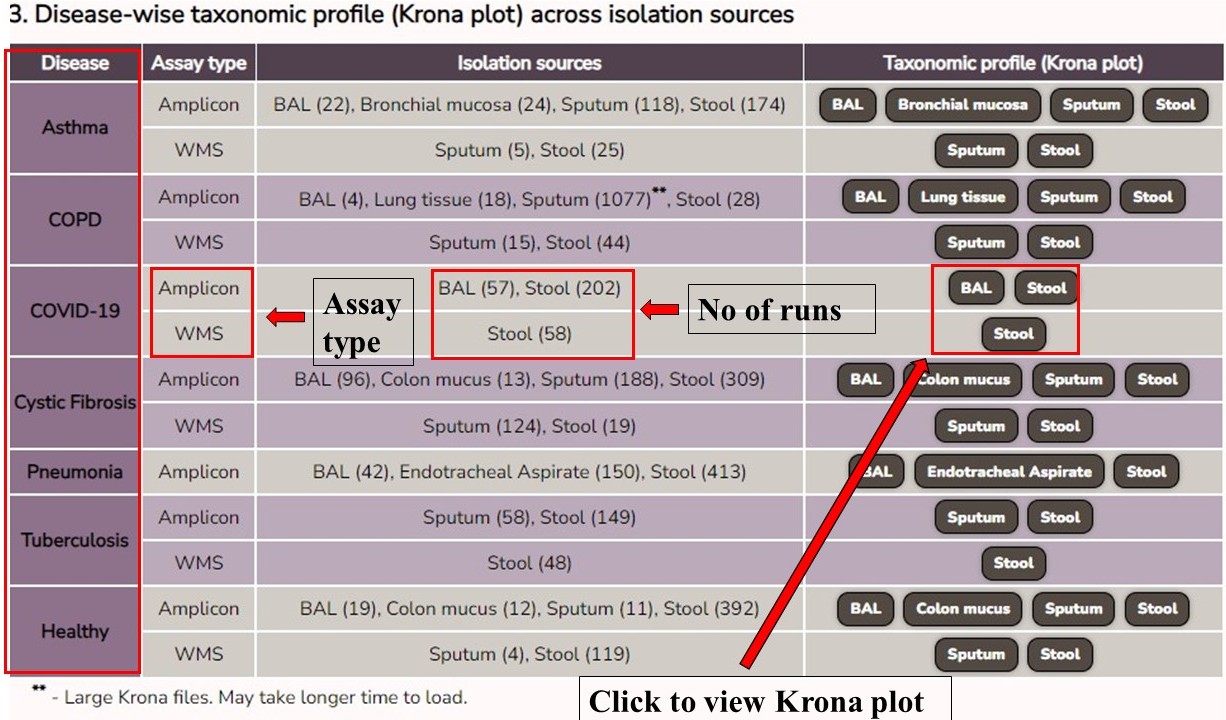 3. Disease-wise taxonomic profile (Krona plot) across isolation sources
Disease Assay type Isolation sources Taxonomic profile (Krona plot)
Asthma
Amplicon BAL (22), Bronchial mucosa (24), Sputum (118), Stool (174) BAL Bronchial mucosa Sputum Stool
WMS Sputum (5), Stool (25) Sputum Stool
COPD
Amplicon BAL (4), Lung tissue (18), Sputum (1077)**, Stool (28) BAL Lung tissue Sputum Stool
WMS Sputum (15), Stool (44) Sputum Stool
COVID-19
Amplicon BAL (57), Stool (202) BAL Stool
WMS Stool (58) Stool
Assay
type
No of runs
Cystic Fibrosis
Amplicon BAL (96), Colon mucus (13), Sputum (188), Stool (309) BAL Colon mucus Sputum Stool
WMS Sputum (124), Stool (19) Sputum Stool
Pneumonia Amplicon BAL (42), Endotracheal Aspirate (150), Stool (413) BAL Endotracheal Aspirate Stool
Tuberculosis
Amplicon Sputum (58), Stool (149) Sputum Stool
WMS Stool (48) Stool
Healthy
Amplicon BAL (19), Colon mucus (12), Sputum (11), Stool (392) BAL Colon mucus Sputum Stool
WMS Sputum (4), Stool (119) Sputum Stool
** - Large Krona files. May take longer time to load.
Click to view Krona plot